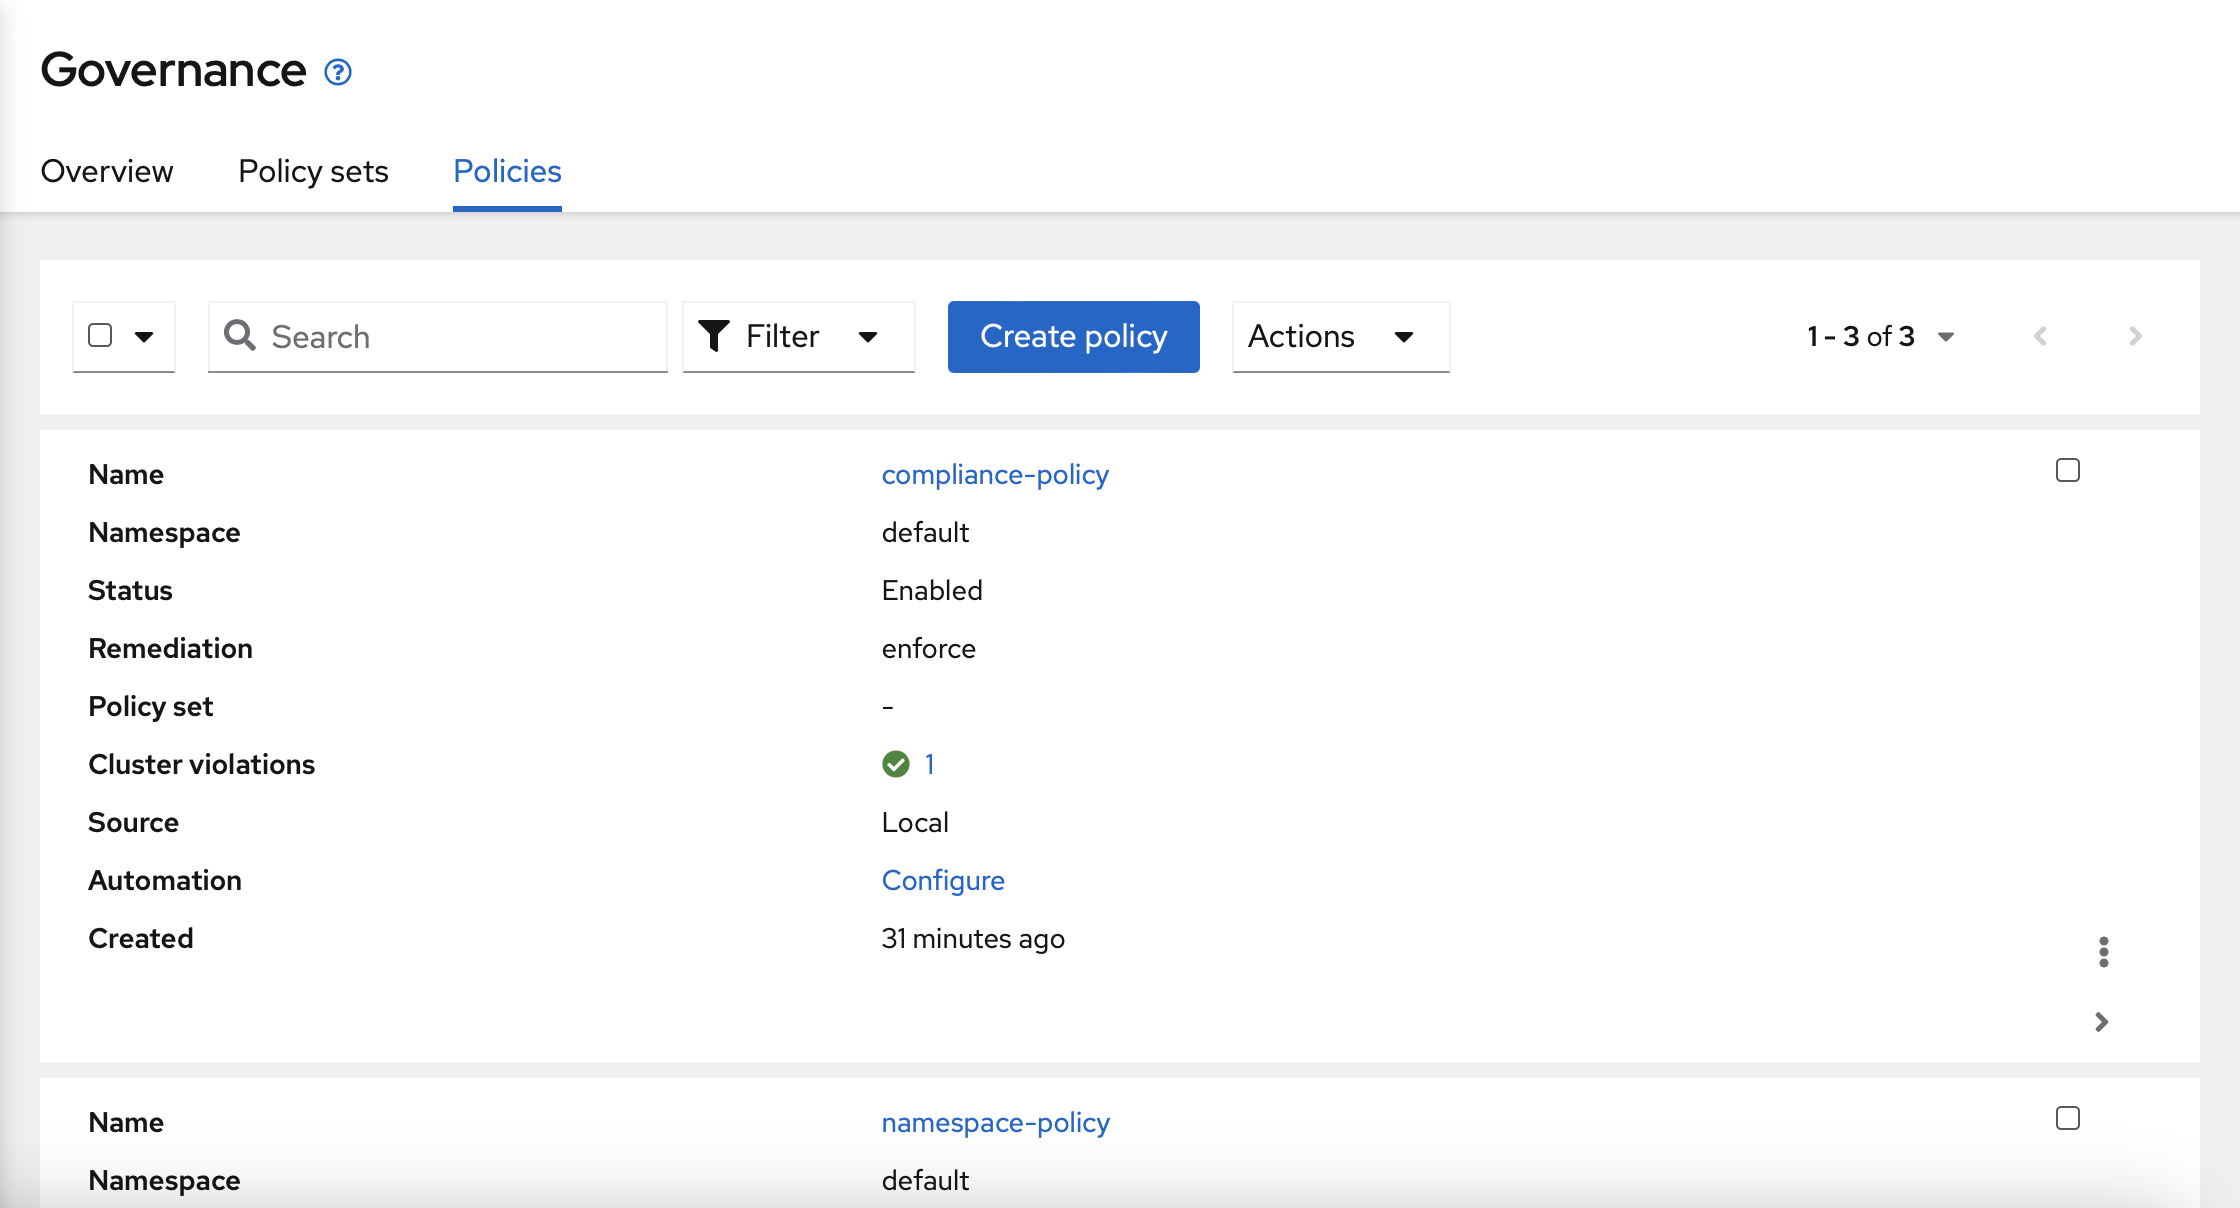 Governance
Overview Policy sets Policies
Search Filter Create policy Actions 1 - 3 of 3
Name compliance-policy
Namespace default
Status Enabled
Remediation enforce
Policy set -
Cluster violations 1
Source Local
Automation Configure
Created 31 minutes ago
Name namespace-policy
Namespace default